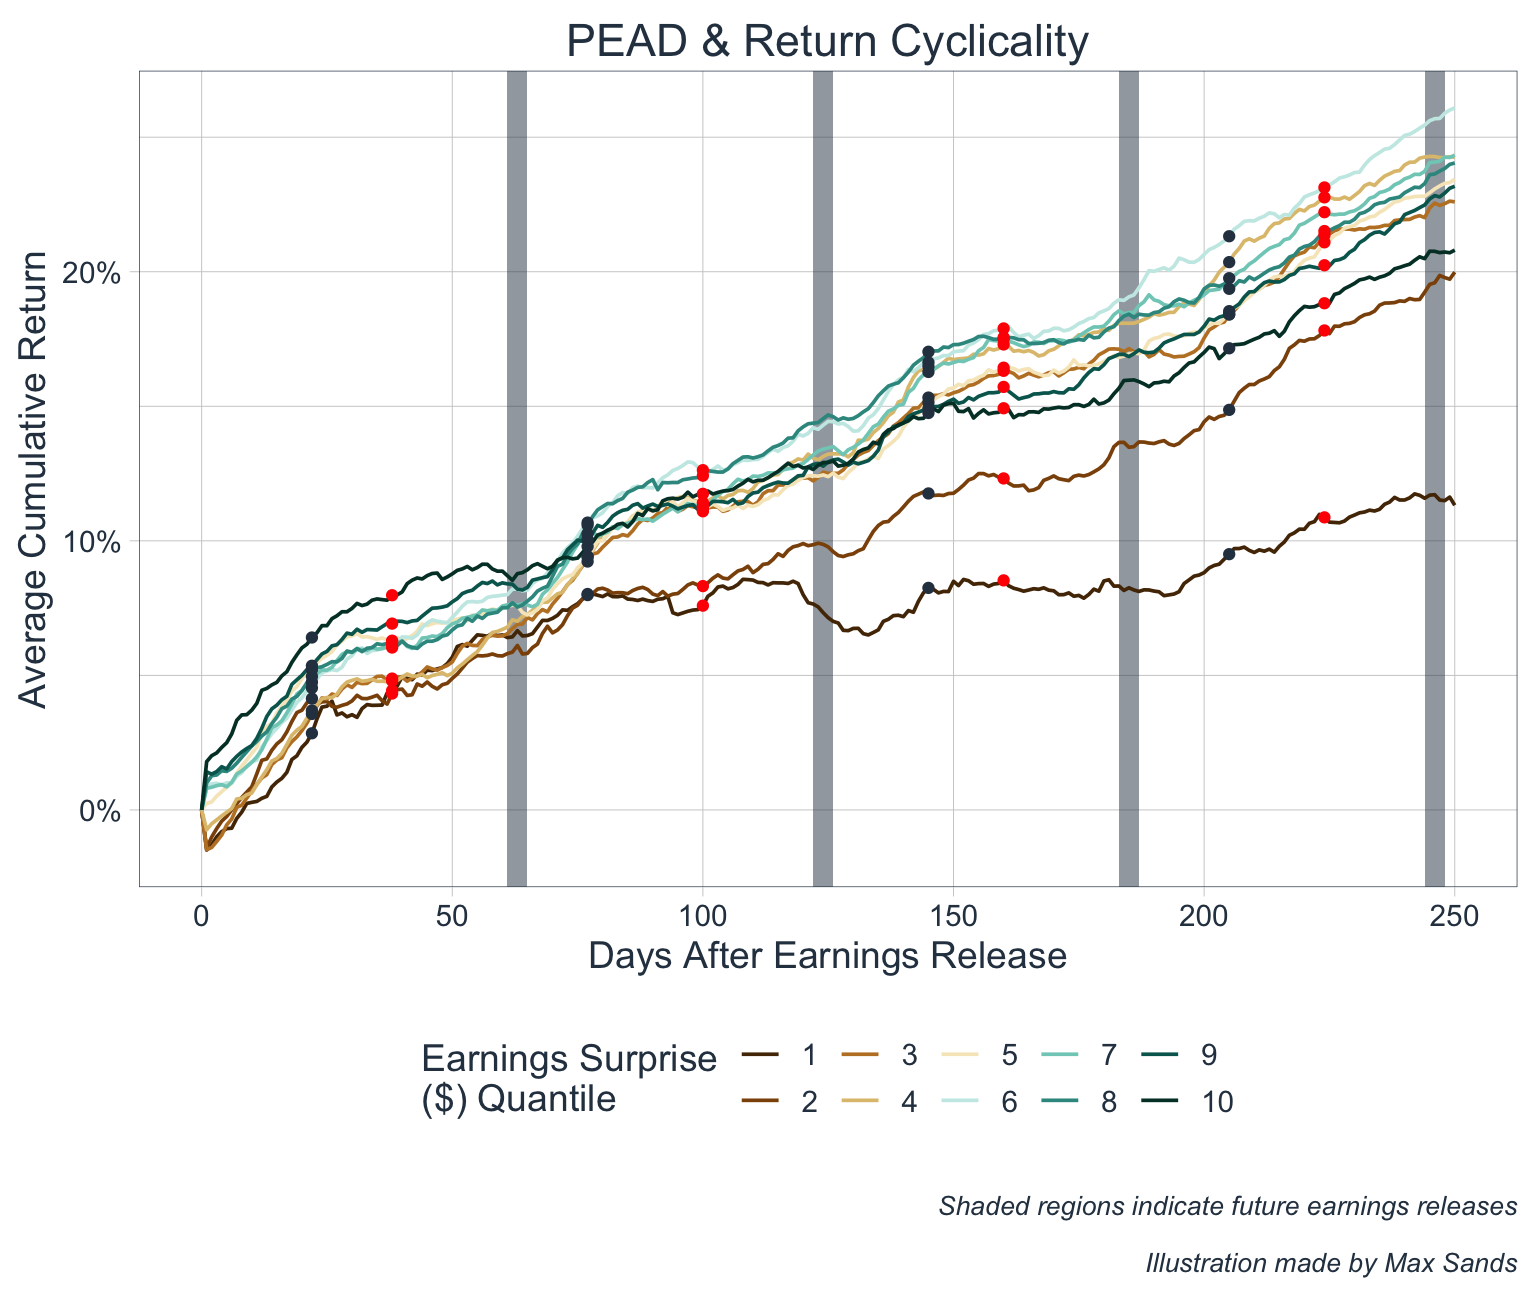 PEAD & Return Cyclicality
Average Cumulative Return
20%
10%
0%
0 50 100 150 200 250
Days After Earnings Release
Earnings Surprise
($) Quantile
1 3 5 7 9
2 4 6 8 10
Shaded regions indicate future earnings releases
Illustration made by Max Sands